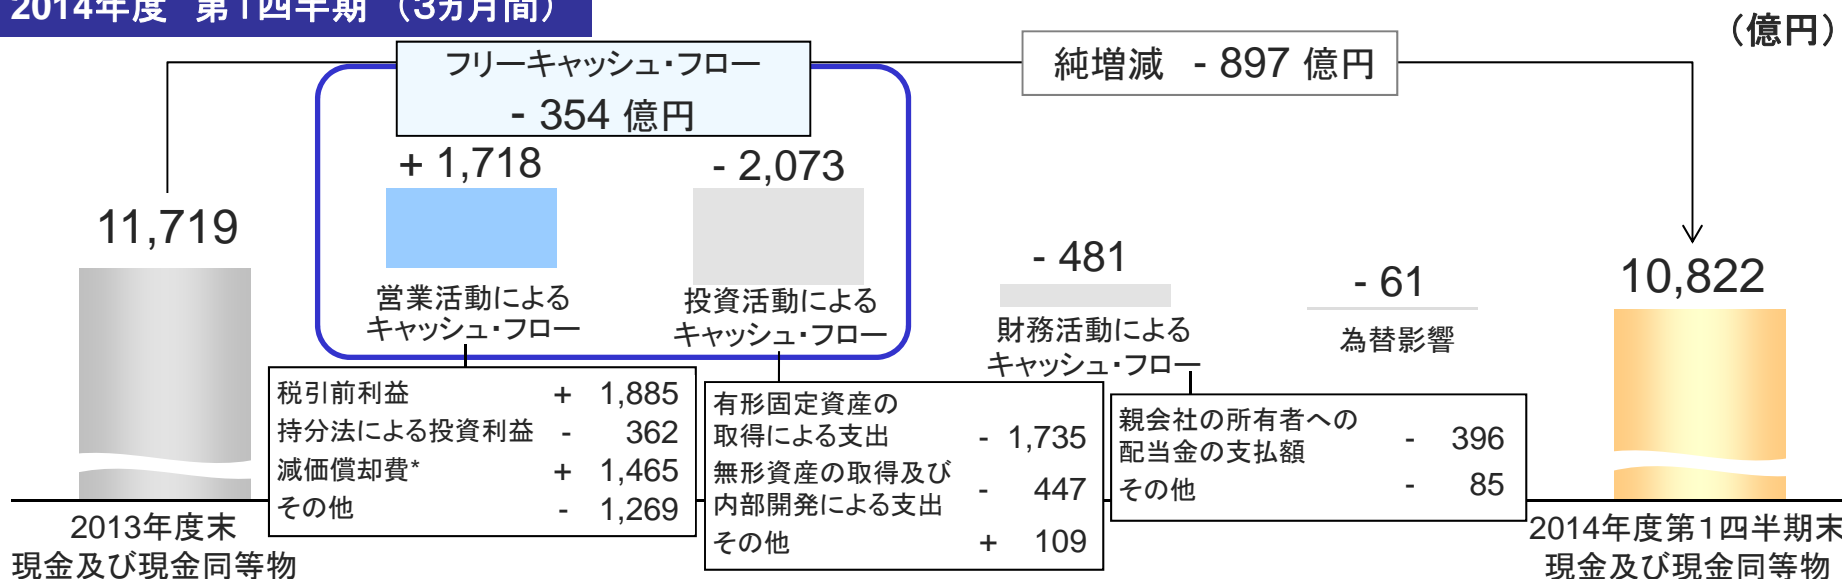 2014年度 第1四半期 （3ヵ月間）
（億円）
フリーキャッシュ・フロー
- 354 億円
純増減 - 897 億円
+ 1,718
- 2,073
11,719
- 481
- 61
10,822
営業活動による
キャッシュ・フロー
投資活動による
キャッシュ・フロー
財務活動による
キャッシュ・フロー
為替影響
税引前利益 + 1,885
持分法による投資利益 - 362
減価償却費* + 1,465
その他 - 1,269
有形固定資産の
取得による支出 - 1,735
無形資産の取得及び
内部開発による支出 - 447
その他 + 109
親会社の所有者への
配当金の支払額 - 396
その他 - 85
2013年度末
現金及び現金同等物
2014年度第1四半期末
現金及び現金同等物